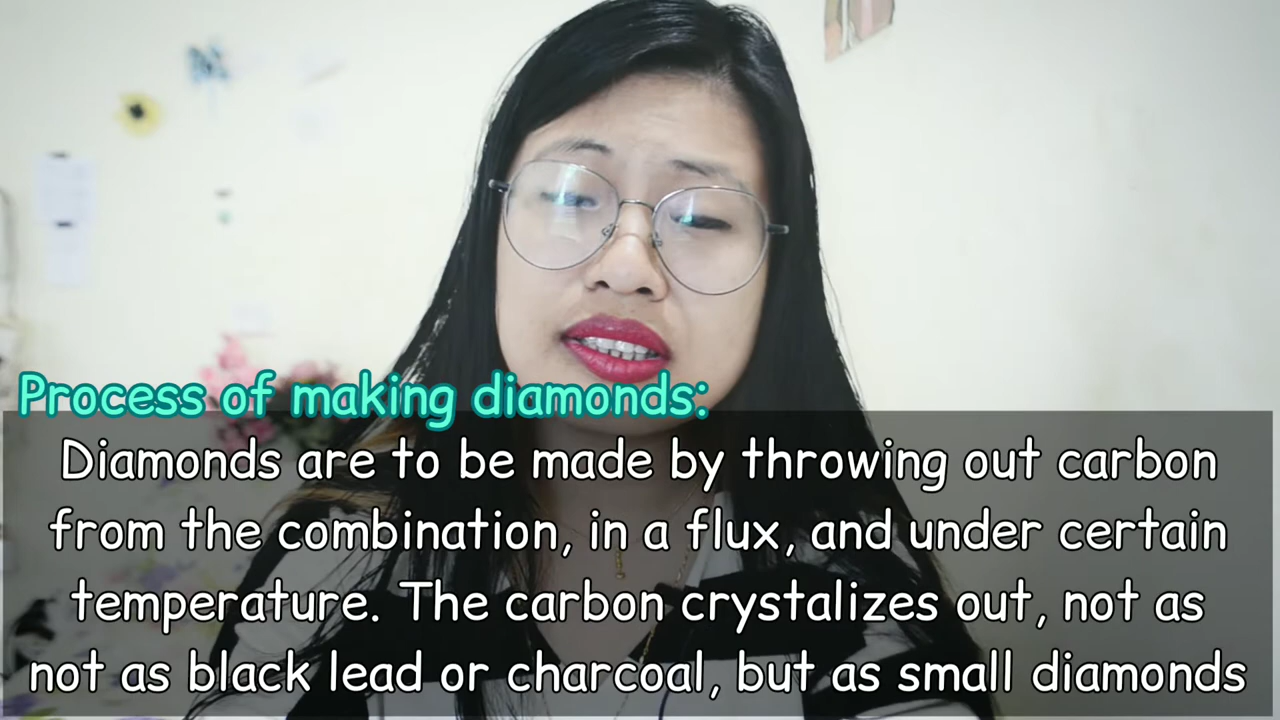 Process of making diamonds:
Diamonds are to be made by throwing out carbon
from the combination, in a flux, and under certain
temperature. The carbon crystalizes out, not as
not as black lead or charcoal, but as small diamonds